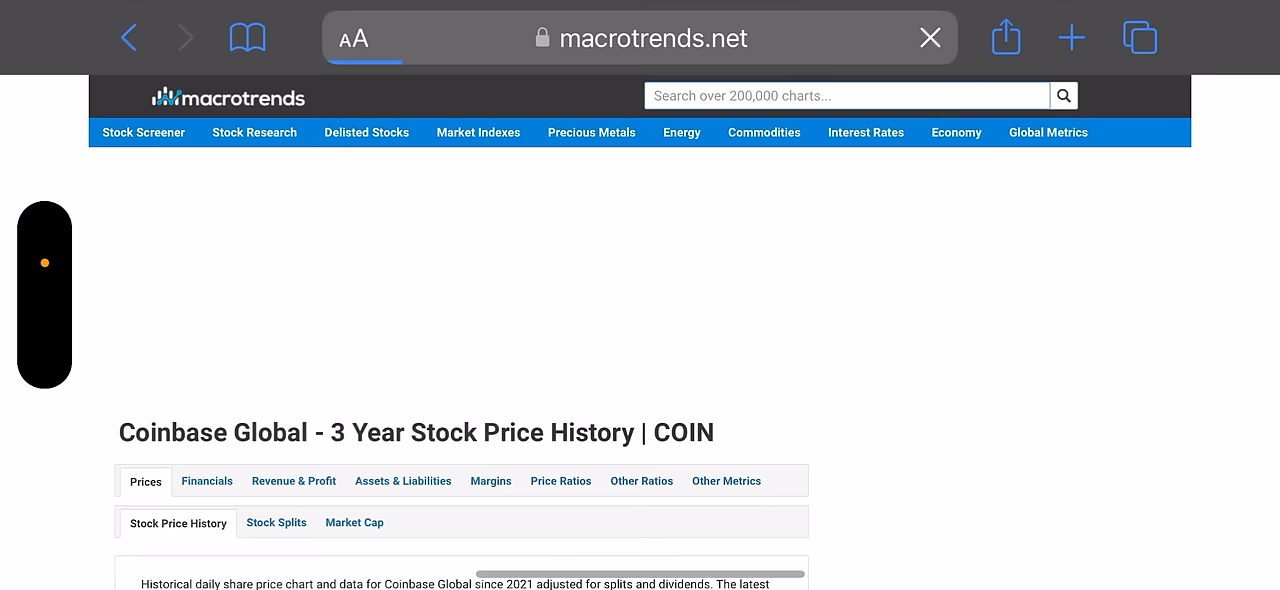 AA macrotrends.net
macrotrends Search over 200,000 charts...
Stock Screener Stock Research Delisted Stocks Market Indexes Precious Metals Energy Commodities Interest Rates Economy Global Metrics
Coinbase Global - 3 Year Stock Price History | COIN
Prices Financials Revenue & Profit Assets & Liabilities Margins Price Ratios Other Ratios Other Metrics
Stock Price History Stock Splits Market Cap
Historical daily share price chart and data for Coinbase Global since 2021 adjusted for splits and dividends. The latest